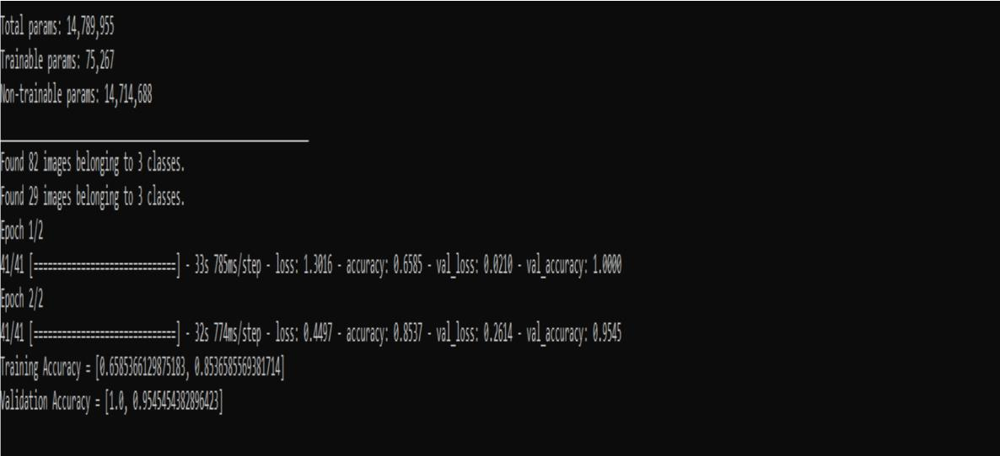 Total params: 14,789,955
Trainable params: 75,267
Non-trainable params: 14,714,688
Found 82 images belonging to 3 classes.
Found 29 images belonging to 3 classes.
Epoch 1/2
41/41 [==============================] - 33s 785ms/step - loss: 1.3016 - accuracy: 0.6585 - val_loss: 0.0210 - val_accuracy: 1.0000
Epoch 2/2
41/41 [==============================] - 32s 774ms/step - loss: 0.4497 - accuracy: 0.8537 - val_loss: 0.2614 - val_accuracy: 0.9545
Training Accuracy = [0.6585366129875183, 0.8536585569381714]
Validation Accuracy = [1.0, 0.9545454382896423]